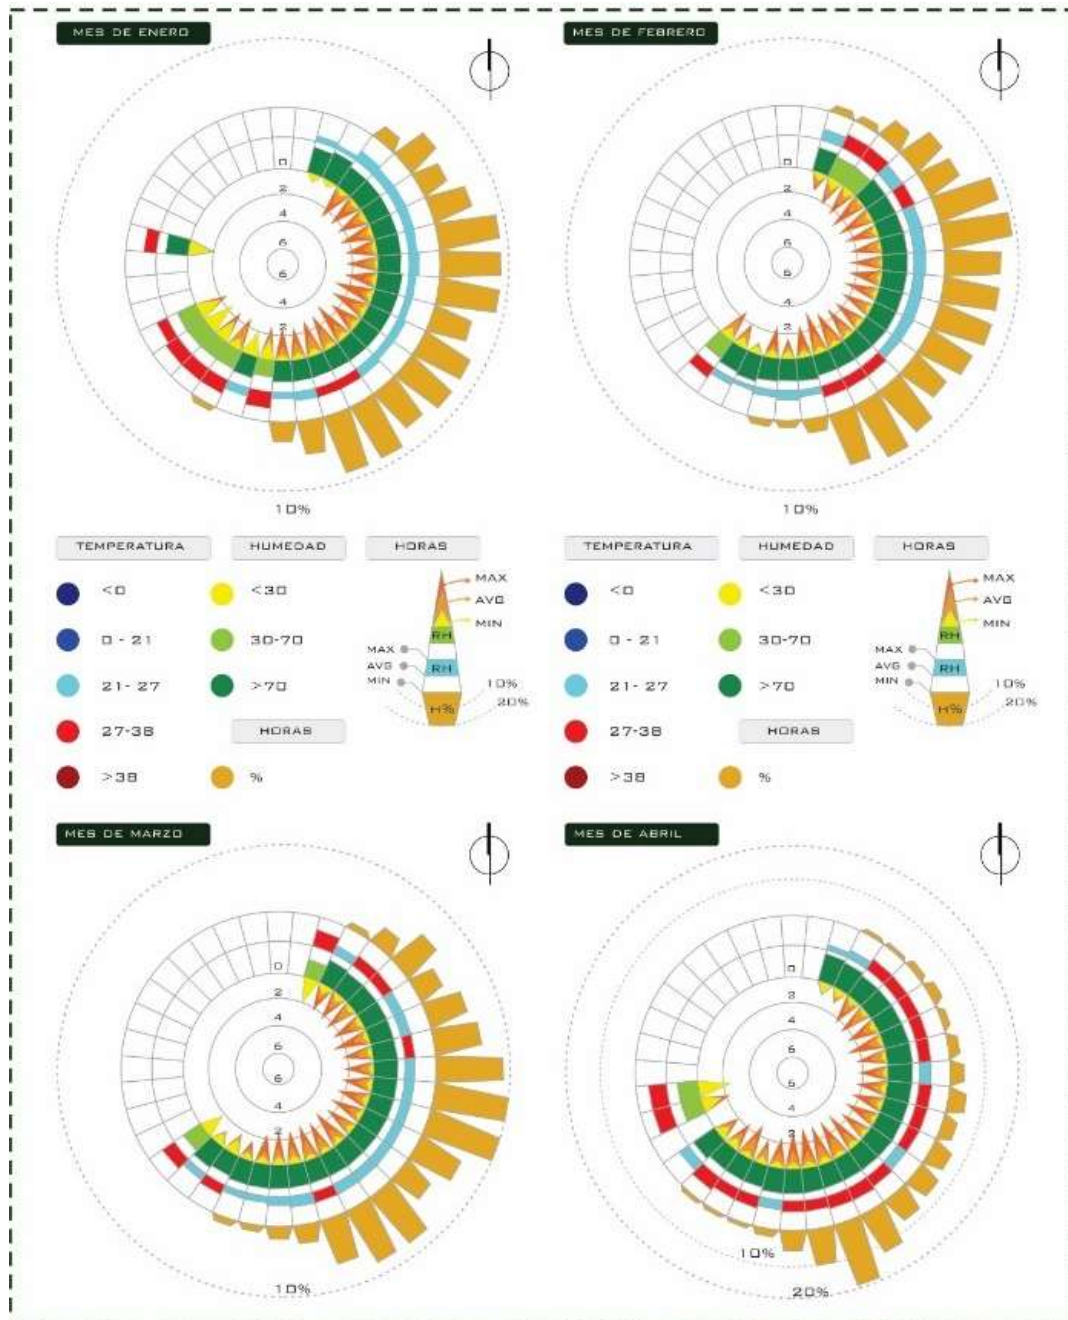 MES DE ENERO
MES DE FEBRERO
0
2
4
6
6
4
2
10%
0
2
4
6
6
4
2
10%
TEMPERATURA
HUMEDAD
HORAS
<0
<30
0 - 21
30-70
21- 27
>70
27-38
HORAS
>38
%
MAX
AVG
MIN
RH
MAX
AVG
MIN
RH
10%
20%
H%
TEMPERATURA
HUMEDAD
HORAS
<0
<30
0 - 21
30-70
21- 27
>70
27-38
HORAS
>38
%
MAX
AVG
MIN
RH
MAX
AVG
MIN
RH
10%
20%
H%
MES DE MARZO
MES DE ABRIL
0
2
4
6
6
4
2
10%
0
2
4
6
6
4
2
10%
20%